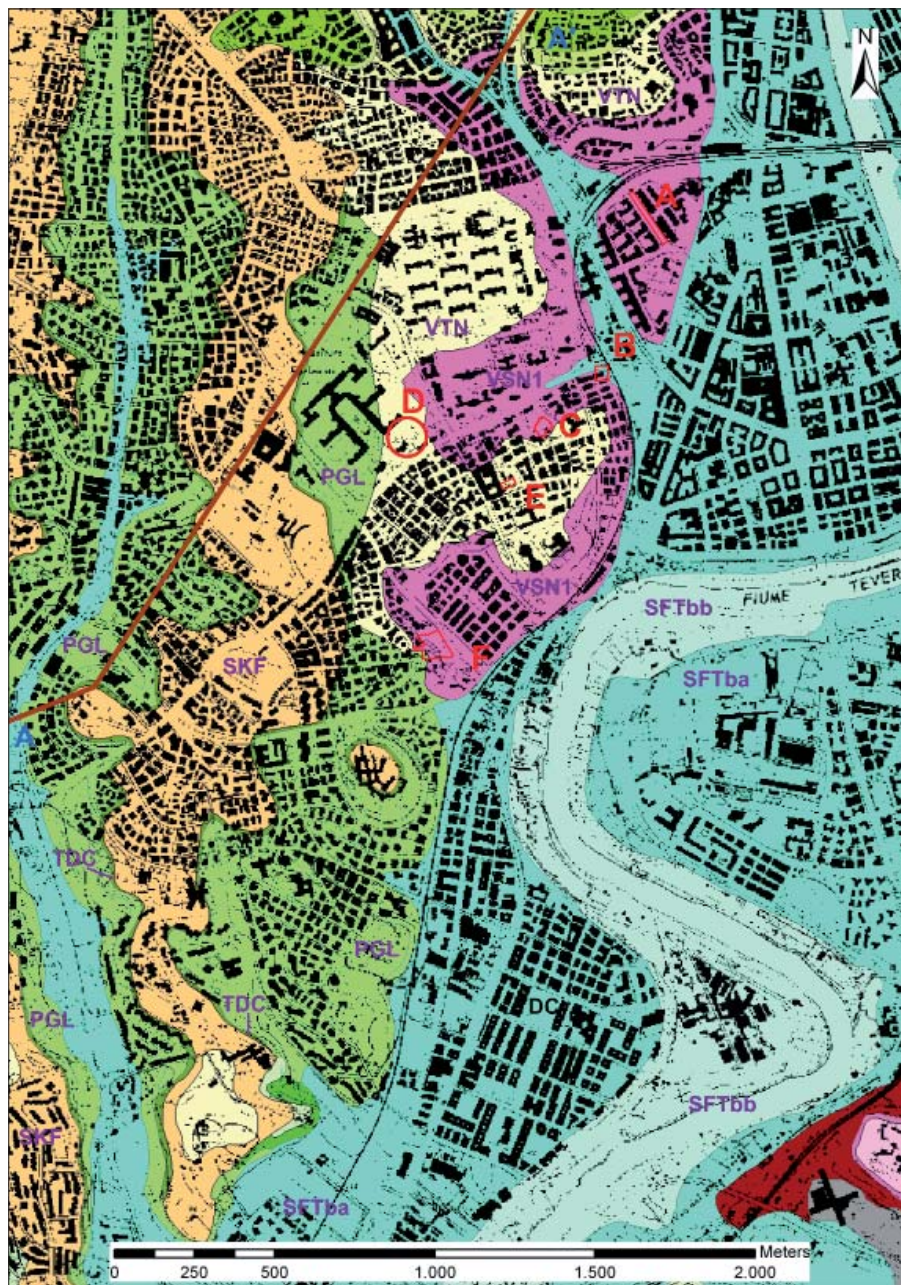 A'
N
VTN
A
VTN
B
VSN1
D
C
PGL
E
VSN1
SFTbb
FIUME TEVER
PGL
SKF
F
SFTba
A
TDC
PGL
TDC
DC
PGL
SFTbb
SKF
SFTba
Meters
0 250 500 1.000 1.500 2.000